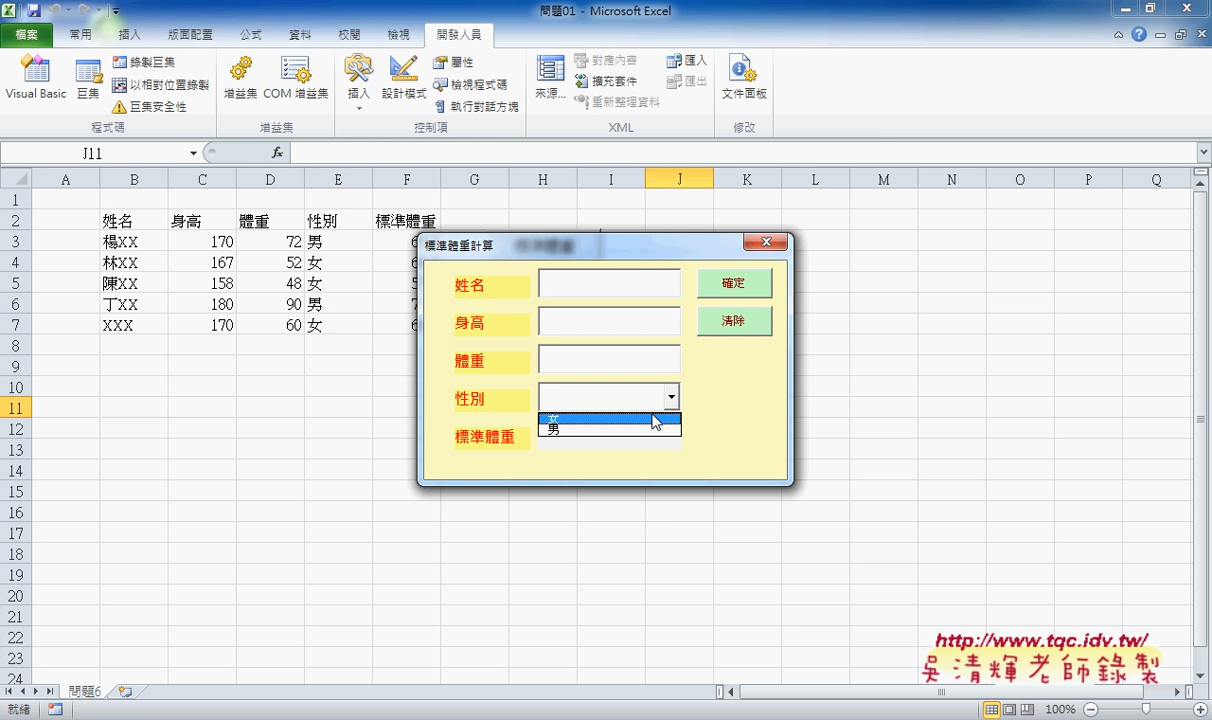 問題01 - Microsoft Excel
檔案 常用 插入 版面配置 公式 資料 校閱 檢視 開發人員
Visual Basic 巨集 錄製巨集 以相對位置錄製 巨集安全性
增益集 COM 增益集
插入 設計模式 屬性 檢視程式碼 執行對話方塊
來源... 對應內容 擴充套件 重新整理資料 匯入 匯出
文件面板
程式碼 增益集 控制項 XML 修改
J11 fx
A B C D E F G H I J K L M N O P Q
1
2 姓名 身高 體重 性別 標準體重
3 楊XX 170 72 男
4 林XX 167 52 女
5 陳XX 158 48 女
6 丁XX 180 90 男
7 XXX 170 60 女
8
9
10
11
12
13
14
15
16
17
18
19
20
21
22
23
24
標準體重計算
姓名 確定
身高 清除
體重
性別
女
男
標準體重
http://www.tqc.idv.tw/
吳清輝老師錄製
問題6
就緒 100%